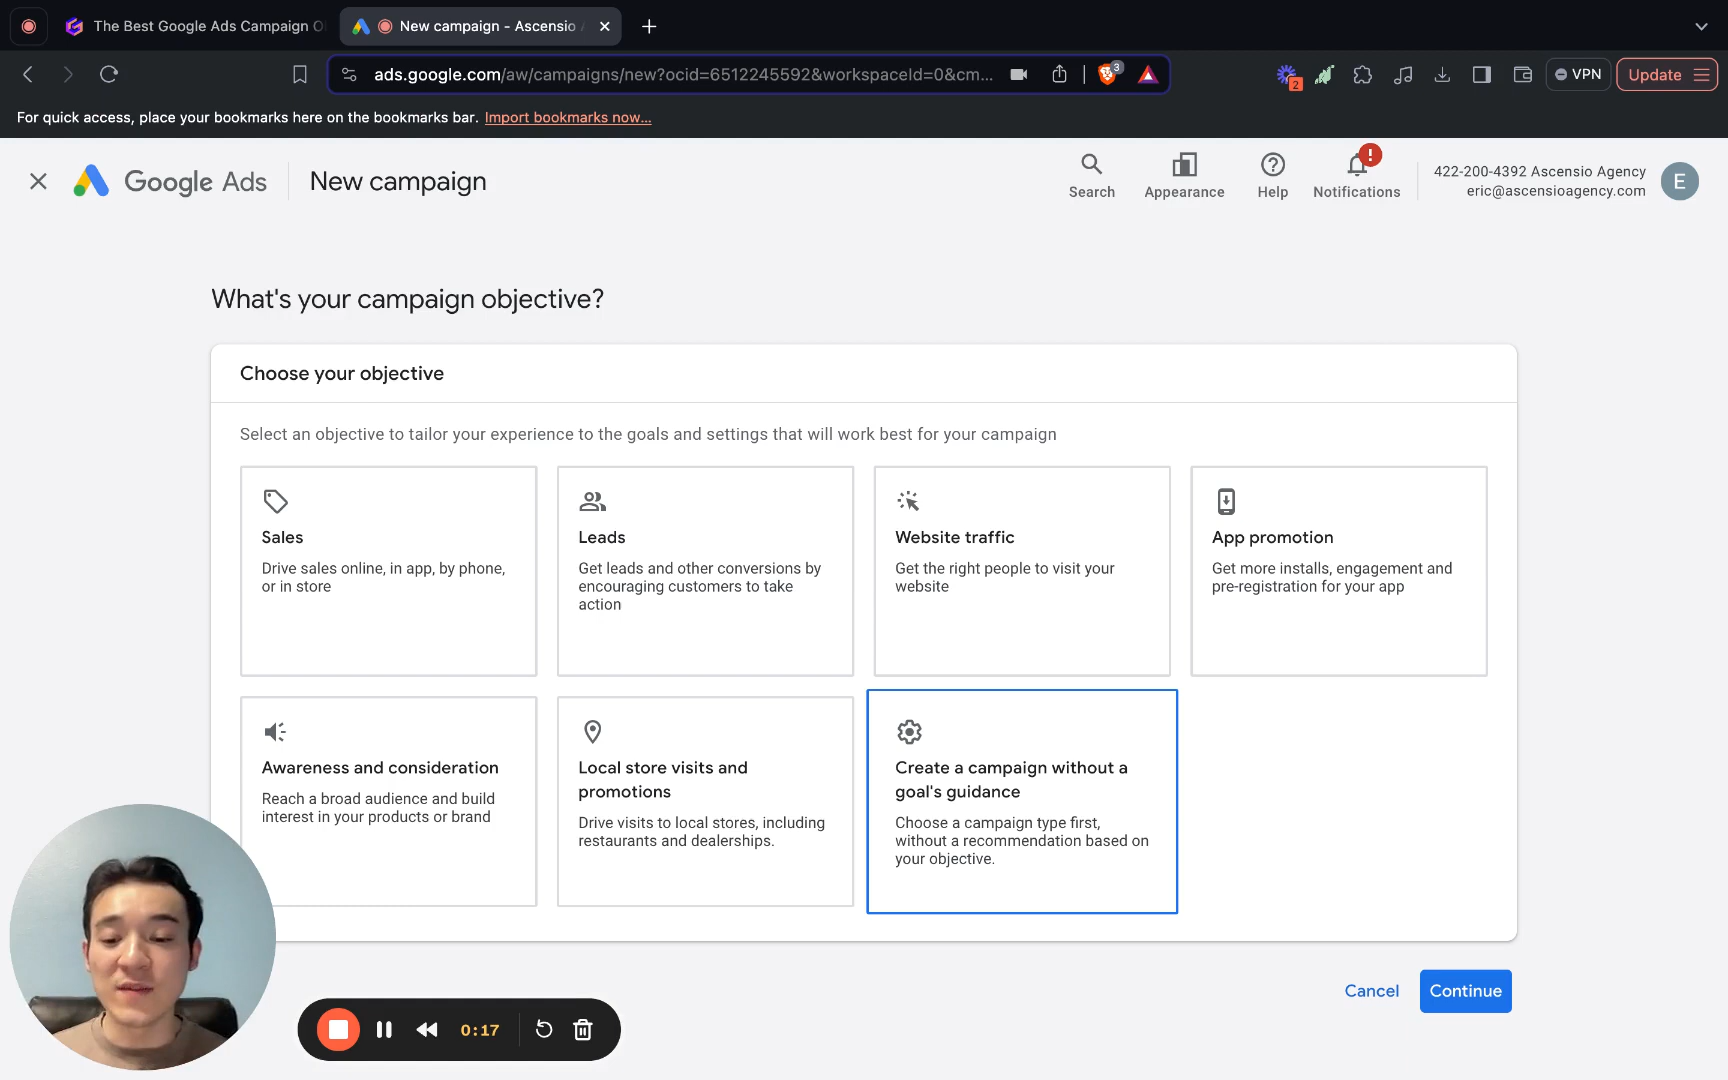 The Best Google Ads Campaign O
New campaign - Ascensio
ads.google.com/aw/campaigns/new?ocid=6512245592&workspaceId=0&cm...
3
2
VPN
Update
For quick access, place your bookmarks here on the bookmarks bar. Import bookmarks now...
Google Ads
New campaign
Search
Appearance
Help
!
Notifications
422-200-4392 Ascensio Agency
eric@ascensioagency.com
E
What's your campaign objective?
Choose your objective
Select an objective to tailor your experience to the goals and settings that will work best for your campaign
Sales
Drive sales online, in app, by phone,
or in store
Leads
Get leads and other conversions by
encouraging customers to take
action
Website traffic
Get the right people to visit your
website
App promotion
Get more installs, engagement and
pre-registration for your app
Awareness and consideration
Reach a broad audience and build
interest in your products or brand
Local store visits and
promotions
Drive visits to local stores, including
restaurants and dealerships.
Create a campaign without a
goal's guidance
Choose a campaign type first,
without a recommendation based on
your objective.
Cancel
Continue
0:17